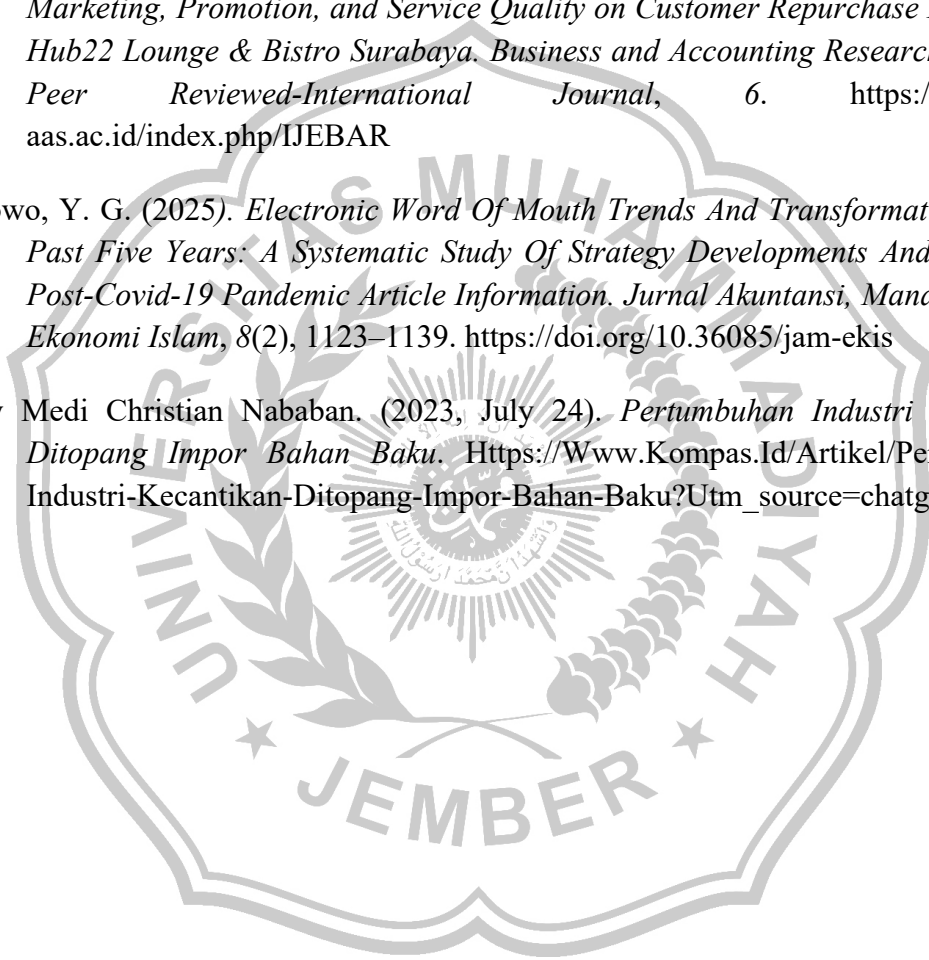 Marketing, Promotion, and Service Quality on Customer Repurchase
Hub22 Lounge & Bistro Surabaya. Business and Accounting Research
Peer Reviewed-International Journal, 6. https:/
aas.ac.id/index.php/IJEBAR
owo, Y. G. (2025). Electronic Word Of Mouth Trends And Transformat
Past Five Years: A Systematic Study Of Strategy Developments And
Post-Covid-19 Pandemic Article Information. Jurnal Akuntansi, Mana
Ekonomi Islam, 8(2), 1123–1139. https://doi.org/10.36085/jam-ekis
Medi Christian Nababan. (2023, July 24). Pertumbuhan Industri
Ditopang Impor Bahan Baku. Https://Www.Kompas.Id/Artikel/Per
Industri-Kecantikan-Ditopang-Impor-Bahan-Baku?Utm_source=chatg
UNIVERSITAS MUHAMMADIYAH
JEMBER